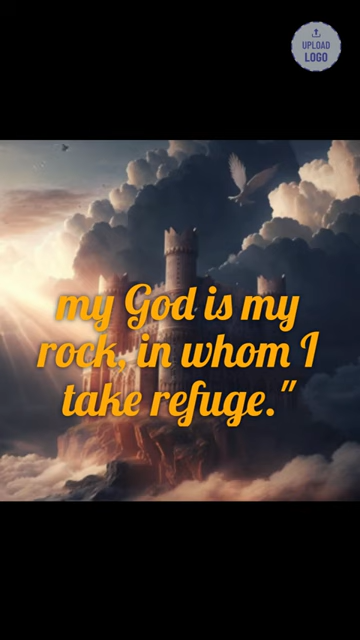 UPLOAD
LOGO
my God is my
rock, in whom I
take refuge."